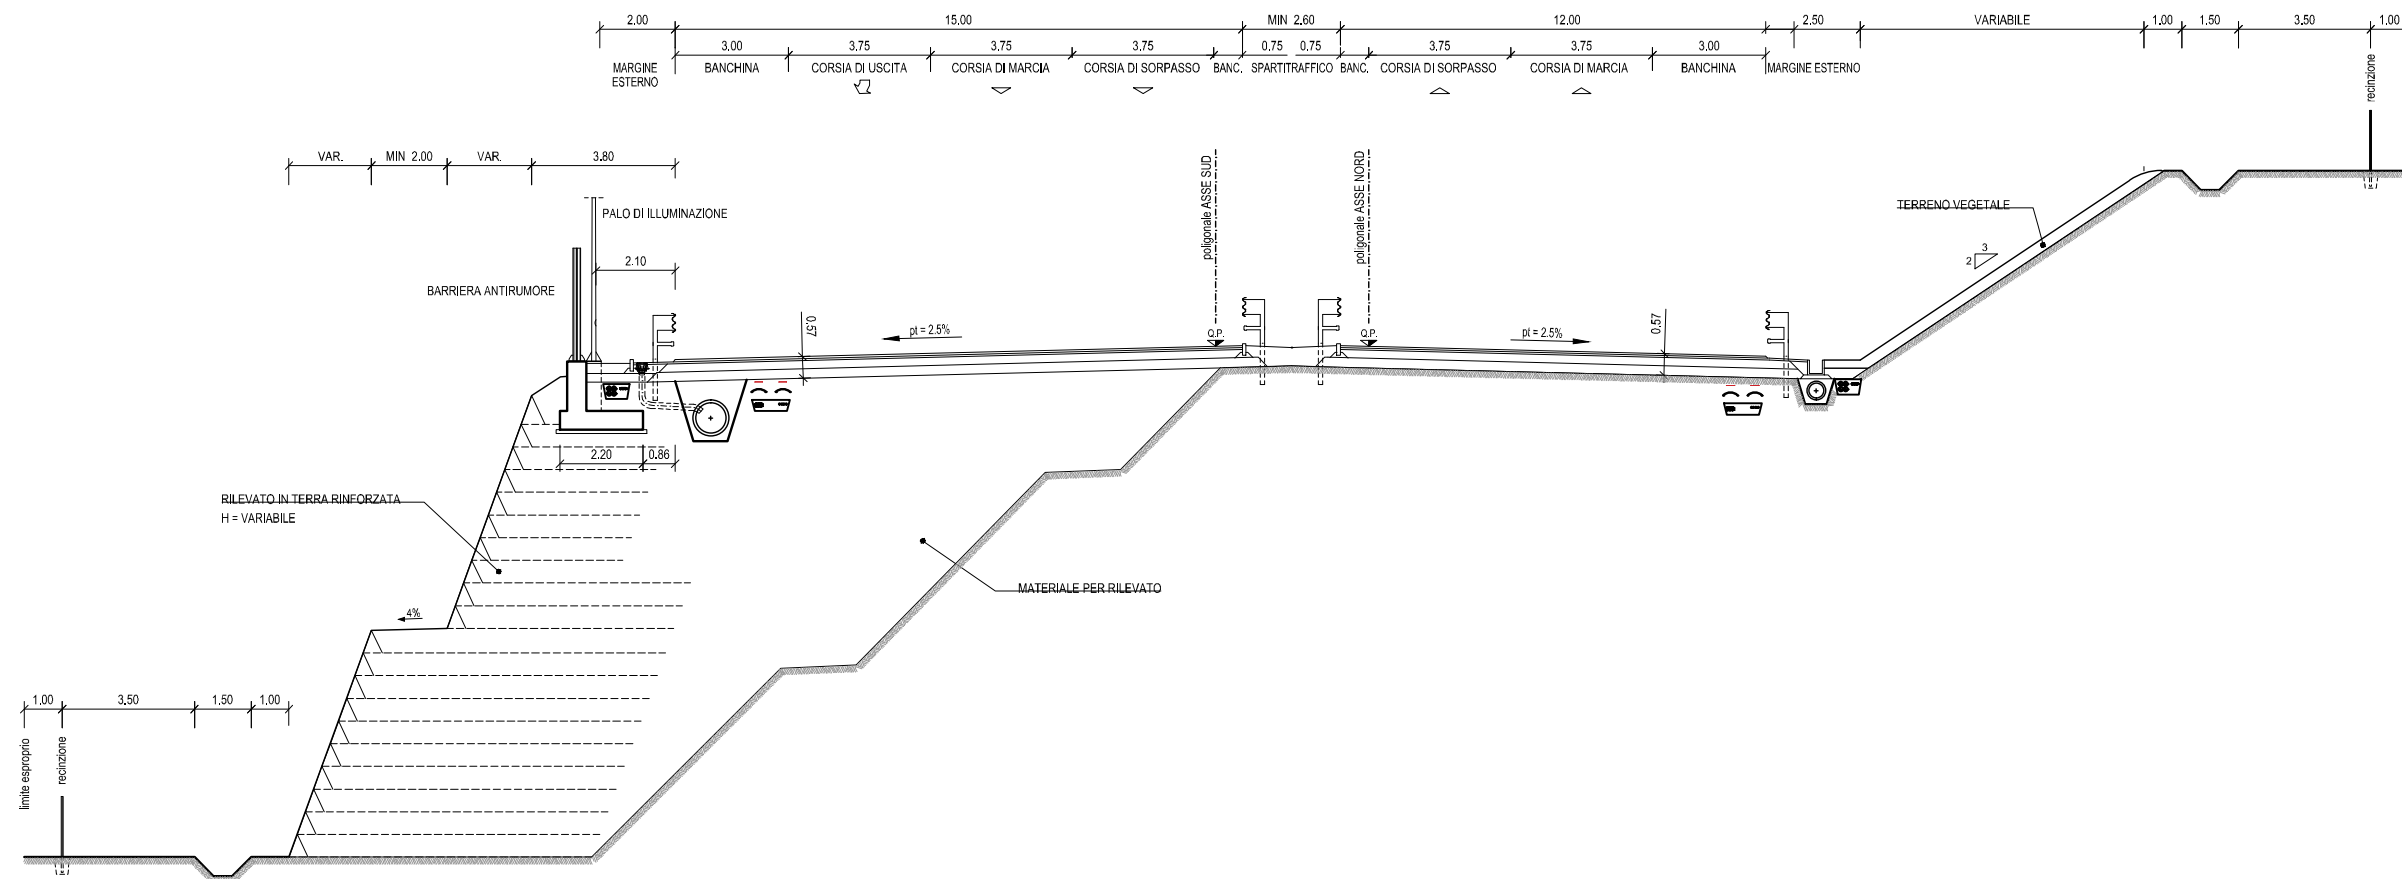 2.00 15.00 MIN 2.60 12.00 2.50 VARIABILE 1.00 1.50 3.50 1.00
3.00 3.75 3.75 3.75 0.75 0.75 3.75 3.75 3.00
MARGINE ESTERNO
BANCHINA CORSIA DI USCITA CORSIA DI MARCIA CORSIA DI SORPASSO BANC. SPARTITRAFFICO BANC. CORSIA DI SORPASSO CORSIA DI MARCIA BANCHINA MARGINE ESTERNO
recinzione
VAR. MIN 2.00 VAR. 3.80
poligonale ASSE SUD
poligonale ASSE NORD
PALO DI ILLUMINAZIONE
TERRENO VEGETALE
3
2
2.10
BARRIERA ANTIRUMORE
0.57
pt = 2.5%
Q.P.
Q.P.
pt = 2.5%
0.57
2.20 0.86
RILEVATO IN TERRA RINFORZATA
H = VARIABILE
MATERIALE PER RILEVATO
4%
1.00 3.50 1.50 1.00
limite esproprio
recinzione